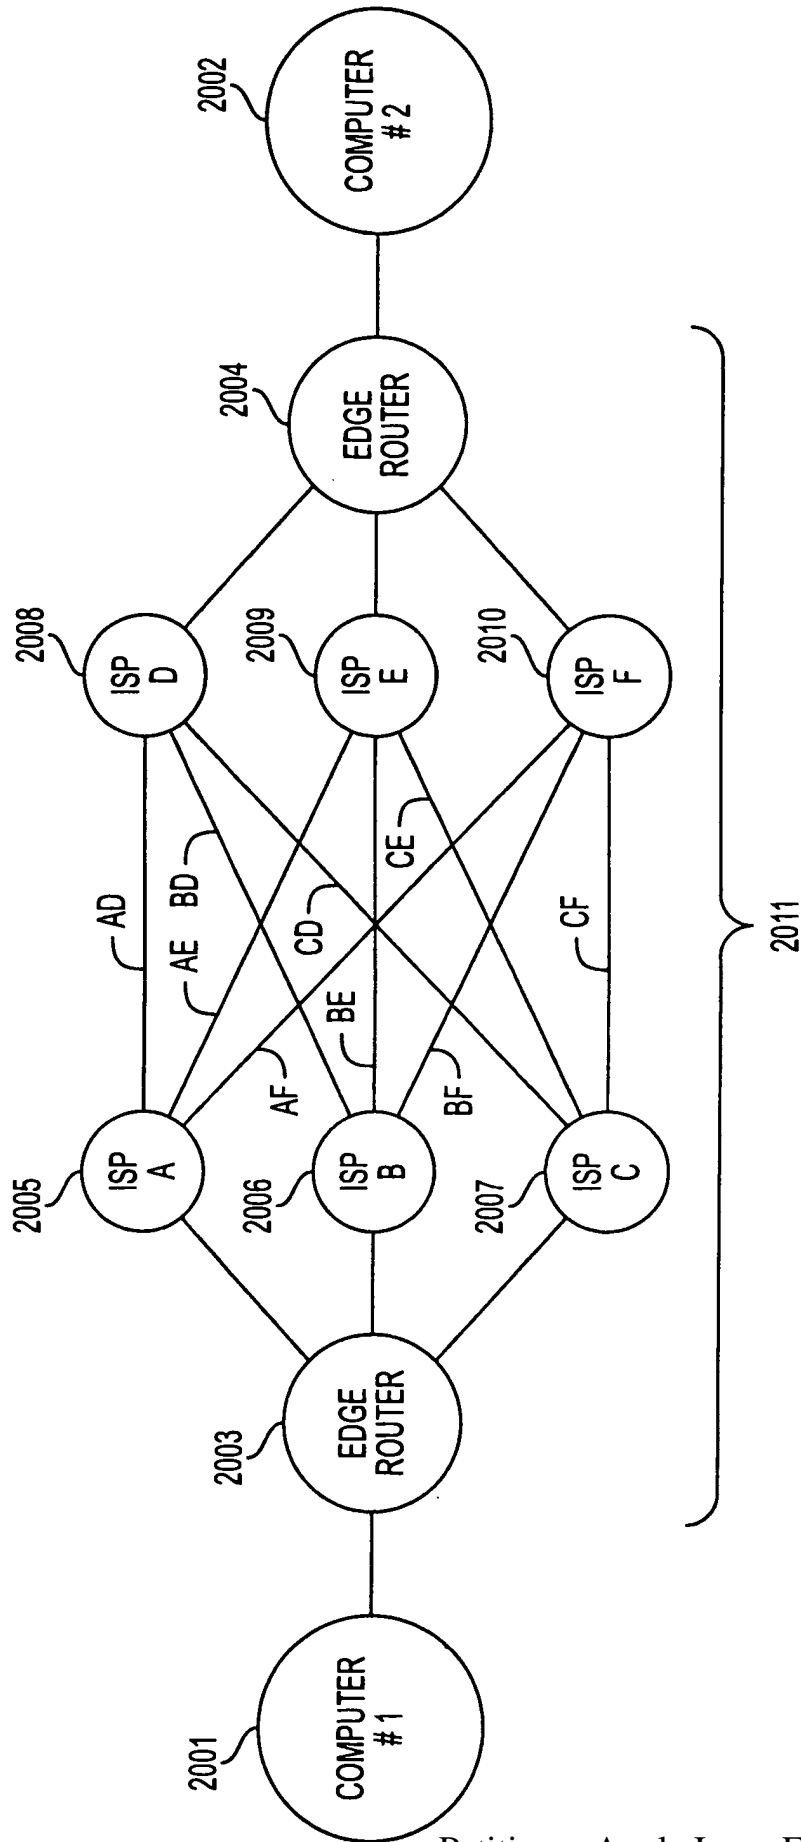 2001
COMPUTER
#1
2003
EDGE
ROUTER
2005
ISP
A
2006
ISP
B
2007
ISP
C
AD
AE
BD
AF
CD
BE
CE
BF
CF
2008
ISP
D
2009
ISP
E
2010
ISP
F
2004
EDGE
ROUTER
2002
COMPUTER
#2
2011